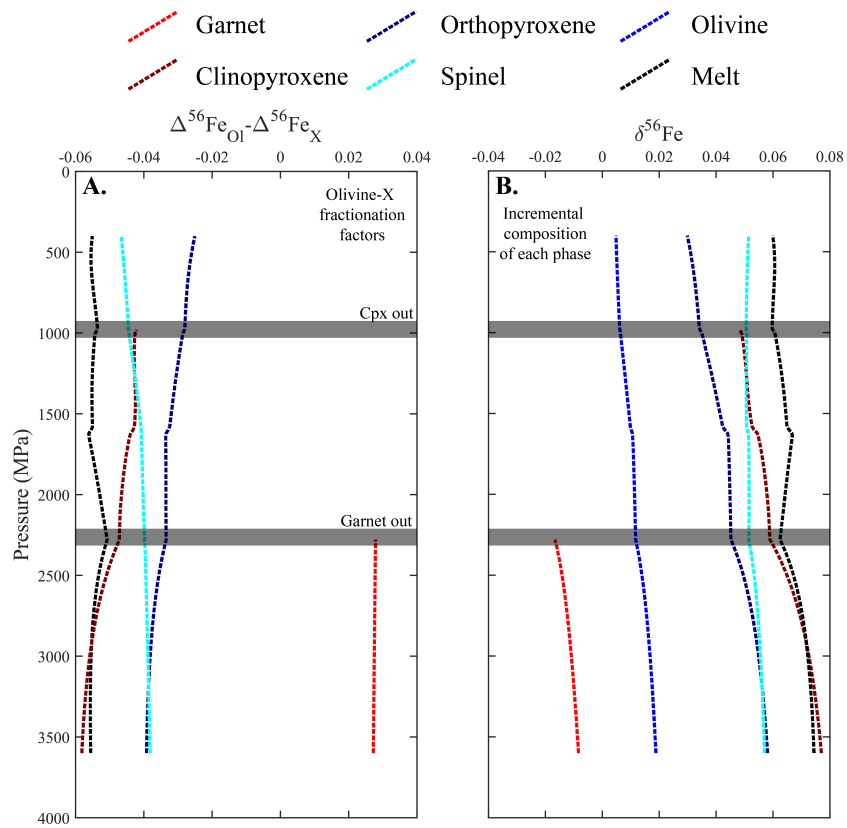 Garnet Orthopyroxene Olivine
Clinopyroxene Spinel Melt
Δ⁵⁶Fe_Ol-Δ⁵⁶Fe_X
δ⁵⁶Fe
-0.06 -0.04 -0.02 0 0.02 0.04
-0.04 -0.02 0 0.02 0.04 0.06 0.08
0
A.
Olivine-X
fractionation
factors
B.
Incremental
composition
of each phase
500
Cpx out
1000
1500
2000
Garnet out
2500
3000
3500
4000
Pressure (MPa)